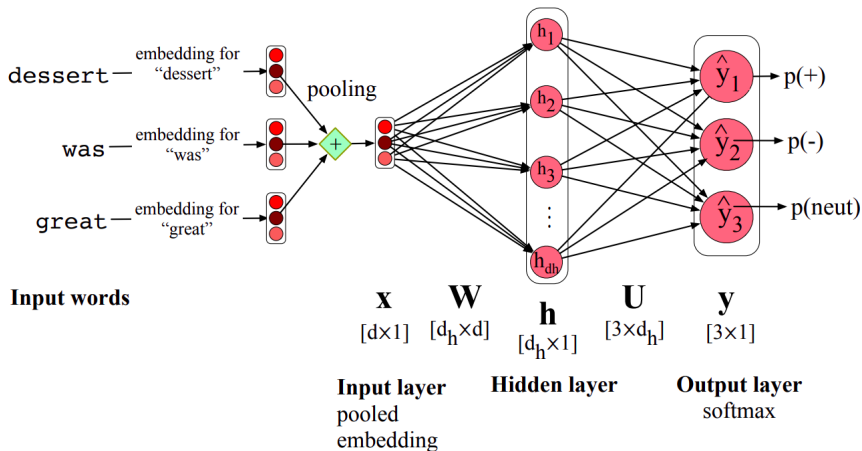 dessert
embedding for
“dessert”
pooling
was
embedding for
“was”
+
great
embedding for
“great”
h1
h2
h3
⋮
hdh
ŷ1
ŷ2
ŷ3
p(+)
p(-)
p(neut)
Input words
x
W
h
U
y
[d×1]
[dh×d]
[dh×1]
[3×dh]
[3×1]
Input layer
pooled
embedding
Hidden layer
Output layer
softmax